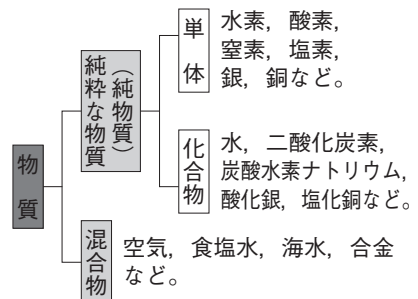 物質
純粋な物質
（純物質）
単体
水素，酸素，
窒素，塩素，
銀，銅など。
化合物
水，二酸化炭素，
炭酸水素ナトリウム，
酸化銀，塩化銅など。
混合物
空気，食塩水，海水，合金
など。